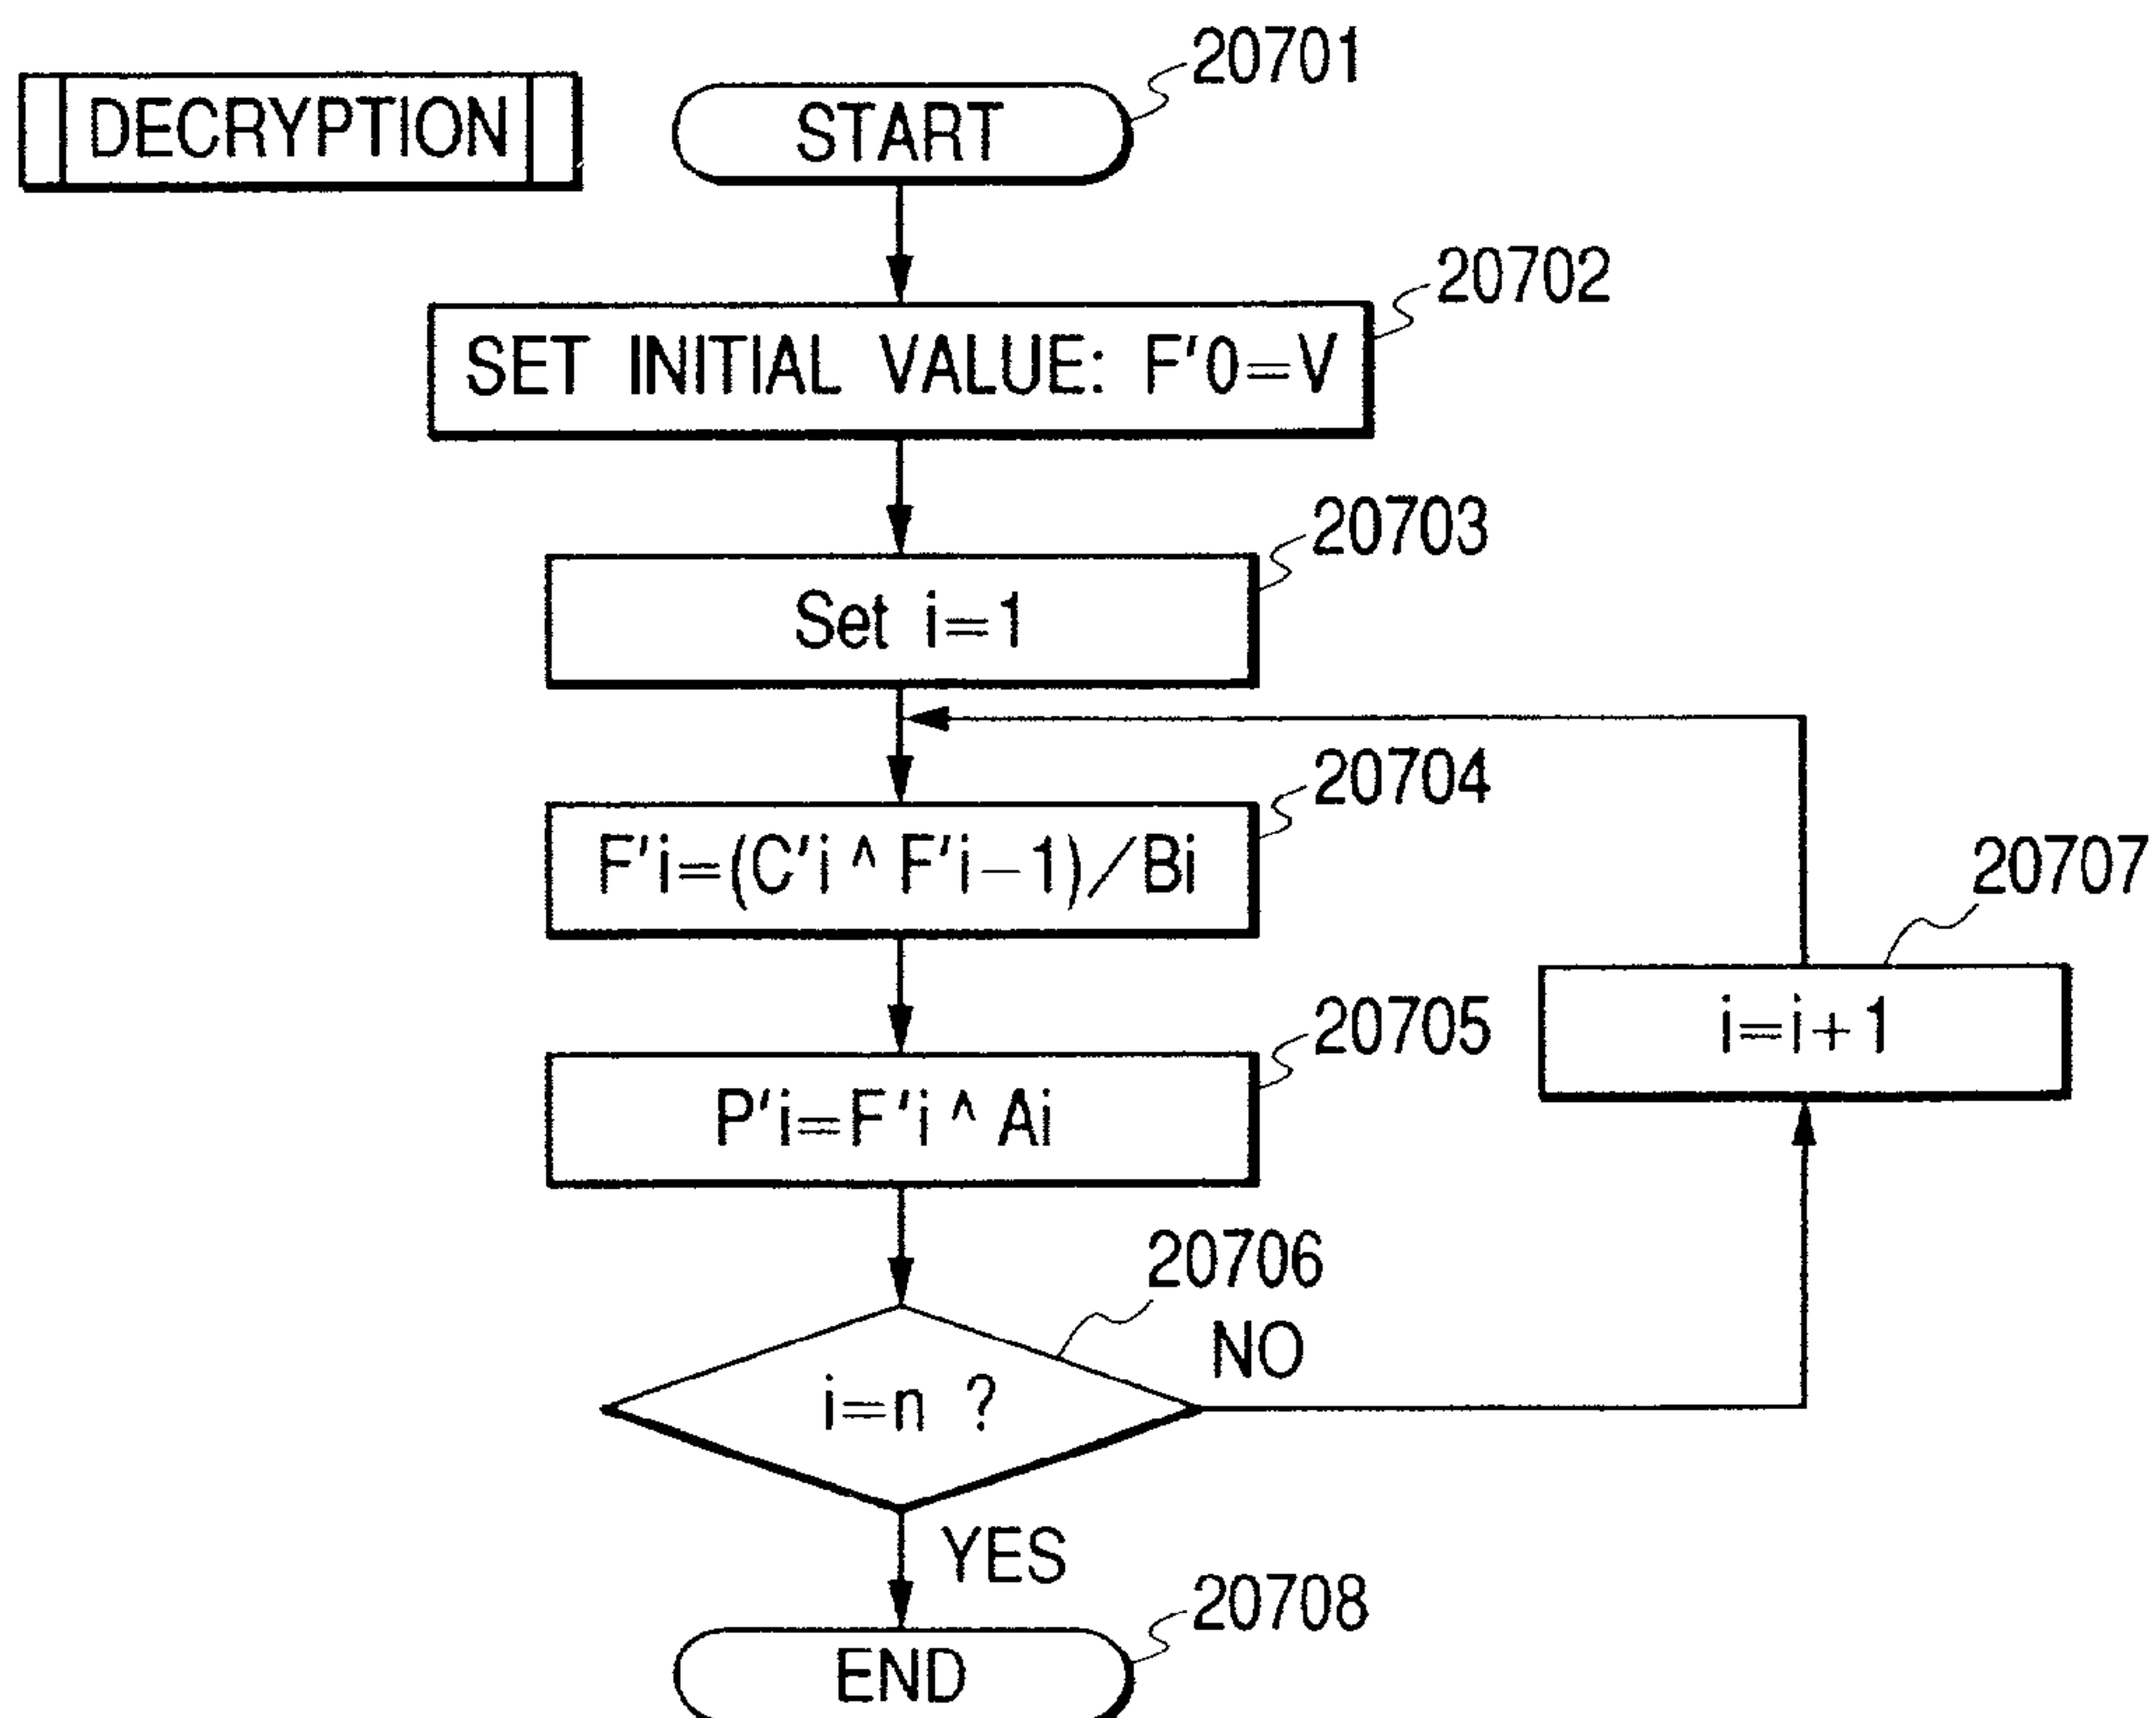 20701
DECRYPTION
START
20702
SET INITIAL VALUE: F'0=V
20703
Set i=1
20704
F'i=(C'i ^ F'i-1)/Bi
20707
20705
i=i+1
P'i=F'i ^ Ai
20706
NO
i=n ?
YES
20708
END